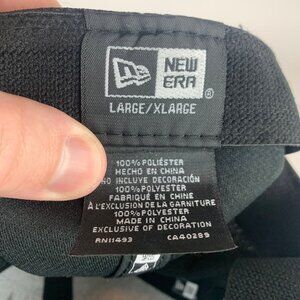 NEW
ERA
®
LARGE/XLARGE
100% POLIÉSTER
HECHO EN CHINA
NO INCLUYE DECORACIÓN
100% POLYESTER
FABRIQUÉ EN CHINE
À L'EXCLUSION DE LA GARNITURE
100% POLYESTER
MADE IN CHINA
EXCLUSIVE OF DECORATION
RN11493 CA40289